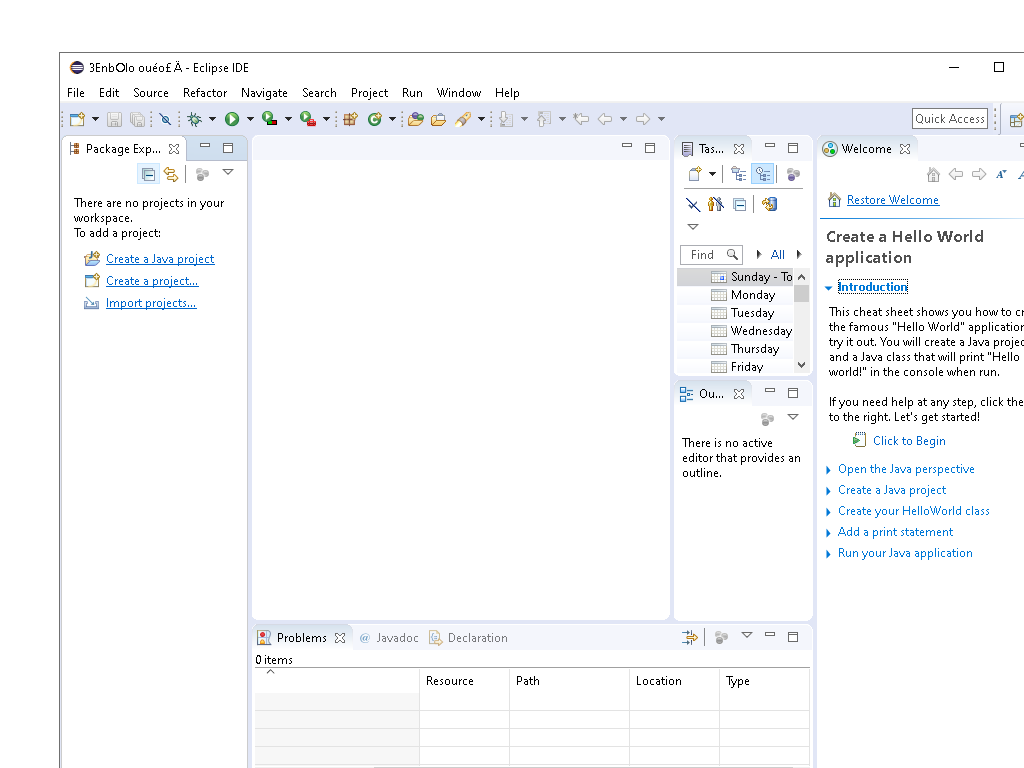 3EnbOlo ouéo£ Ä - Eclipse IDE
File Edit Source Refactor Navigate Search Project Run Window Help
Quick Access
Package Exp...
There are no projects in your
workspace.
To add a project:
Create a Java project
Create a project...
Import projects...
Tas...
Find
All
Sunday - To
Monday
Tuesday
Wednesday
Thursday
Friday
Ou...
There is no active
editor that provides an
outline.
Welcome
Restore Welcome
Create a Hello World
application
Introduction
This cheat sheet shows you how to cr
the famous "Hello World" application
try it out. You will create a Java projec
and a Java class that will print "Hello
world!" in the console when run.
If you need help at any step, click the
to the right. Let's get started!
Click to Begin
Open the Java perspective
Create a Java project
Create your HelloWorld class
Add a print statement
Run your Java application
Problems @ Javadoc Declaration
0 items
Resource Path Location Type